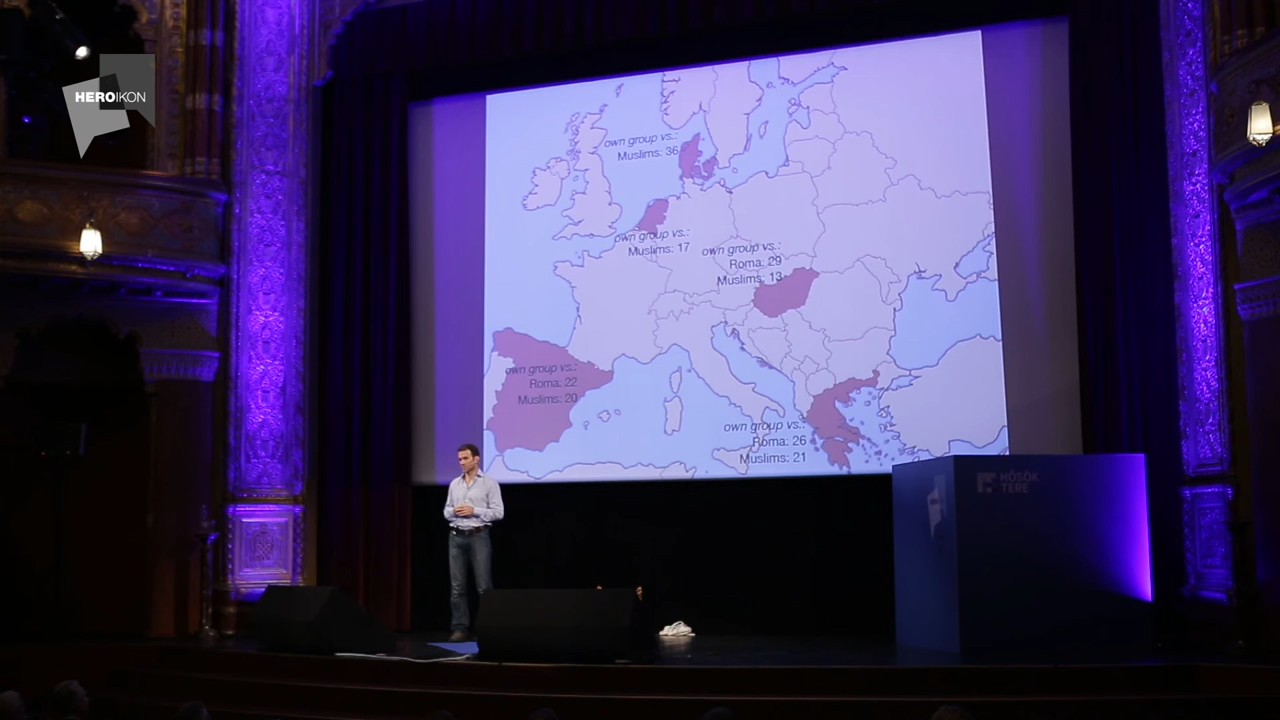 HEROIKON
own group vs.:
Muslims: 36
own group vs.:
Muslims: 17
own group vs.:
Roma: 29
Muslims: 13
own group vs.:
Roma: 22
Muslims: 20
own group vs.:
Roma: 26
Muslims: 21
HŐSÖK
TERE